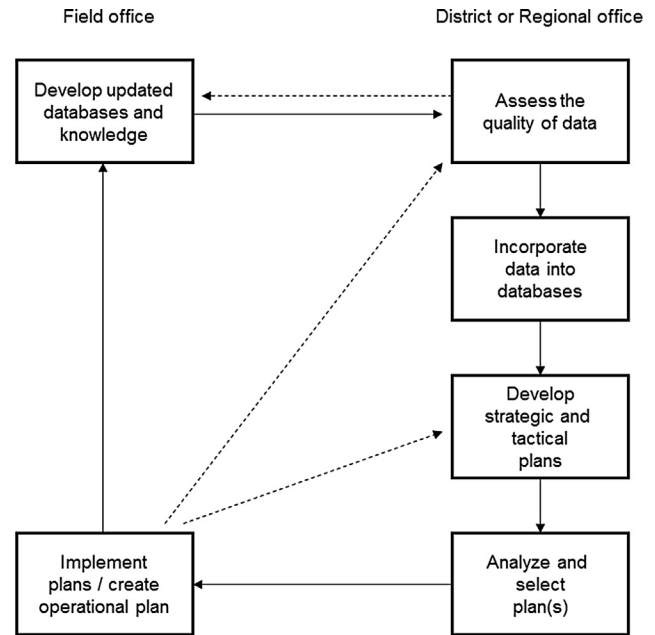 Field office
District or Regional office
Develop updated
databases and
knowledge
Assess the
quality of data
Incorporate
data into
databases
Develop
strategic and
tactical
plans
Implement
plans / create
operational plan
Analyze and
select
plan(s)